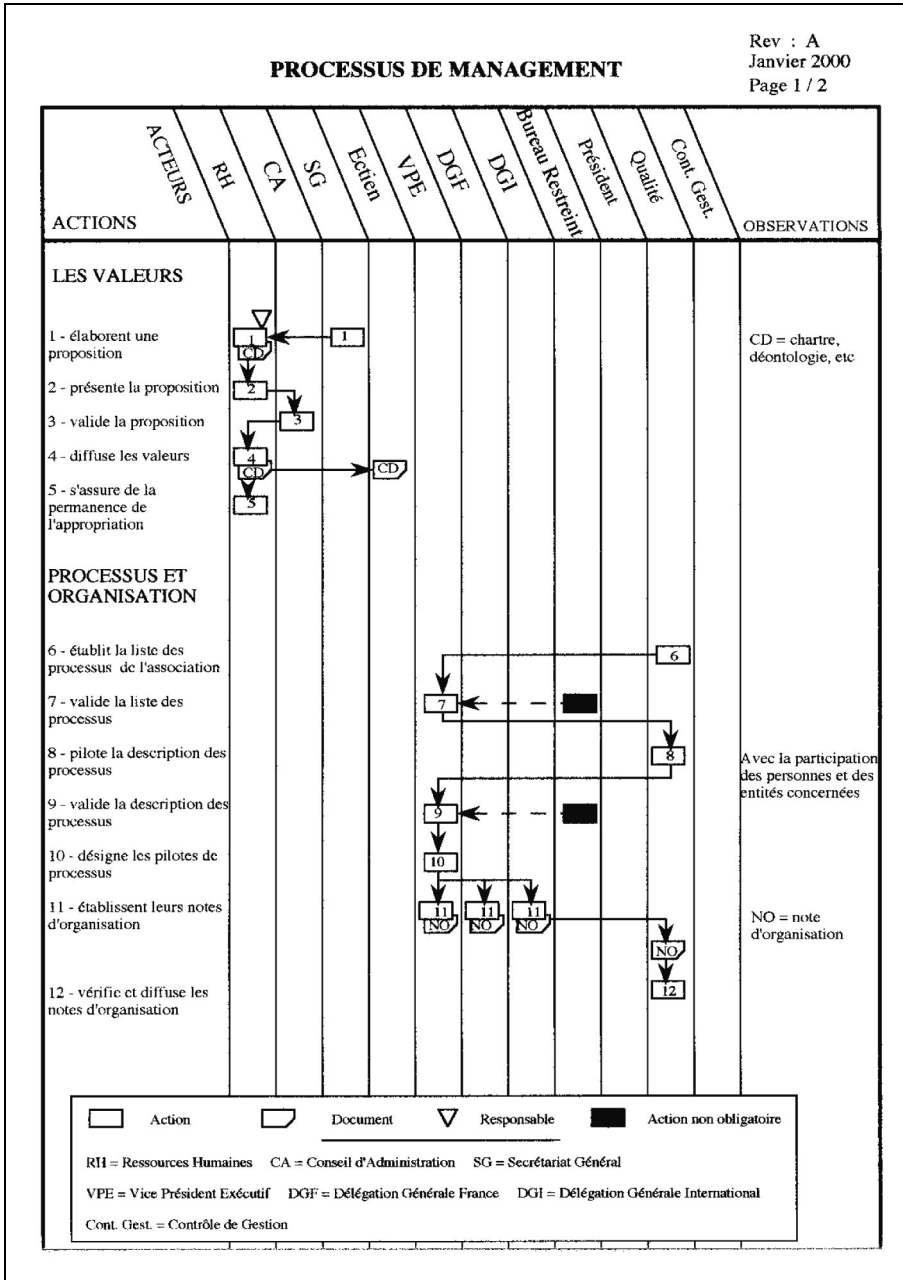 Rev : A
Janvier 2000
Page 1 / 2
PROCESSUS DE MANAGEMENT
ACTEURS
RH
CA
SG
Ectien
VPE
DGF
DGI
Bureau Restreint
Président
Qualité
Cont. Gest.
ACTIONS
OBSERVATIONS
LES VALEURS
1 - élaborent une
proposition
1
CD
1
CD = chartre,
déontologie, etc
2 - présente la proposition
2
3 - valide la proposition
3
4 - diffuse les valeurs
4
CD
CD
5 - s'assure de la
permanence de
l'appropriation
5
PROCESSUS ET
ORGANISATION
6 - établit la liste des
processus de l'association
6
7 - valide la liste des
processus
7
8 - pilote la description des
processus
8
Avec la participation
des personnes et des
entités concernées
9 - valide la description des
processus
9
10 - désigne les pilotes de
processus
10
11 - établissent leurs notes
d'organisation
11
NO
11
NO
11
NO
NO = note
d'organisation
NO
12 - vérifie et diffuse les
notes d'organisation
12
Action
Document
Responsable
Action non obligatoire
RH = Ressources Humaines CA = Conseil d'Administration SG = Secrétariat Général
VPE = Vice Président Exécutif DGF = Délégation Générale France DGI = Délégation Générale International
Cont. Gest. = Contrôle de Gestion